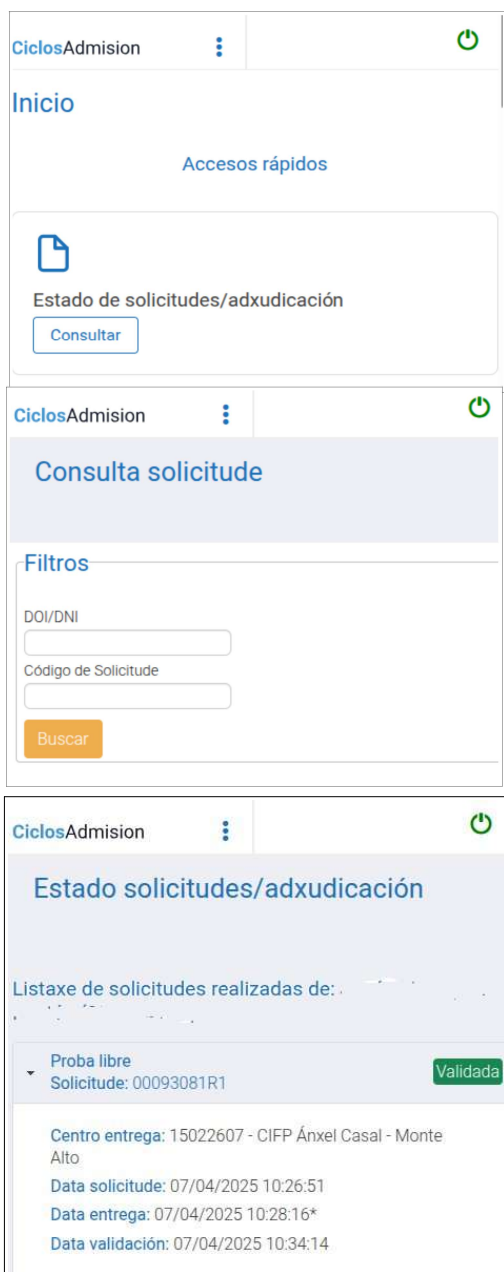 CiclosAdmision
Inicio
Accesos rápidos
Estado de solicitudes/adxudicación
Consultar
CiclosAdmision
Consulta solicitude
Filtros
DOI/DNI
Código de Solicitude
Buscar
CiclosAdmision
Estado solicitudes/adxudicación
Listaxe de solicitudes realizadas de:
Proba libre
Validada
Solicitude: 00093081R1
Centro entrega: 15022607 - CIFP Ánxel Casal - Monte
Alto
Data solicitude: 07/04/2025 10:26:51
Data entrega: 07/04/2025 10:28:16*
Data validación: 07/04/2025 10:34:14